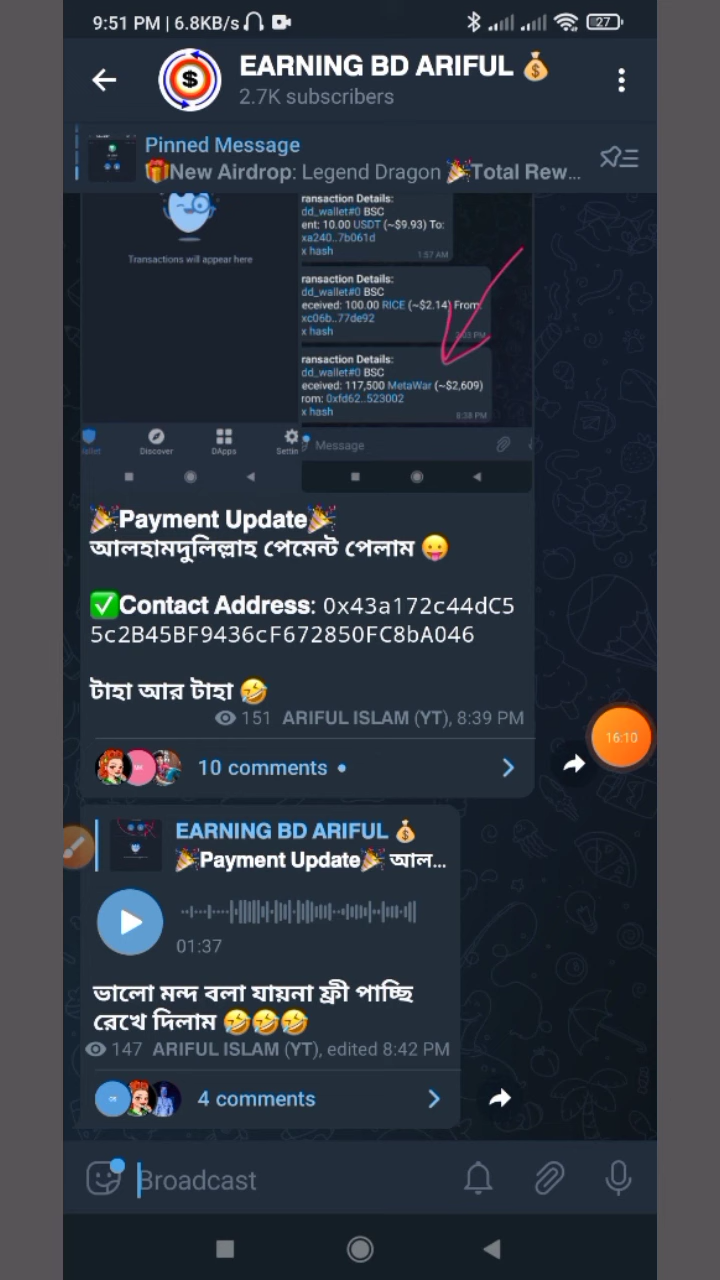 9:51 PM | 6.8KB/s
27
EARNING BD ARIFUL 💰
2.7K subscribers
Pinned Message
🎁New Airdrop: Legend Dragon 🎉Total Rew...
Transactions will appear here
Discover
DApps
Settin
ransaction Details:
dd_wallet#0 BSC
ent: 10.00 USDT (~$9.93) To:
xa240..7b061d
x hash
1:57 AM
ransaction Details:
dd_wallet#0 BSC
eceived: 100.00 RICE (~$2.14) From:
xc06b..77de92
x hash
ransaction Details:
dd_wallet#0 BSC
eceived: 117,500 MetaWar (~$2,609)
rom: 0xfd62..523002
x hash
8:38 PM
Message
🎉Payment Update🎉
আলহামদুলিল্লাহ পেমেন্ট পেলাম 😛
✅Contact Address: 0x43a172c44dC5
5c2B45BF9436cF672850FC8bA046
টাহা আর টাহা 🤣
151 ARIFUL ISLAM (YT), 8:39 PM
10 comments
16:10
EARNING BD ARIFUL 💰
🎉Payment Update🎉 আল...
01:37
ভালো মন্দ বলা যায়না ফ্রী পাচ্ছি
রেখে দিলাম 🤣🤣🤣
147 ARIFUL ISLAM (YT), edited 8:42 PM
4 comments
Broadcast